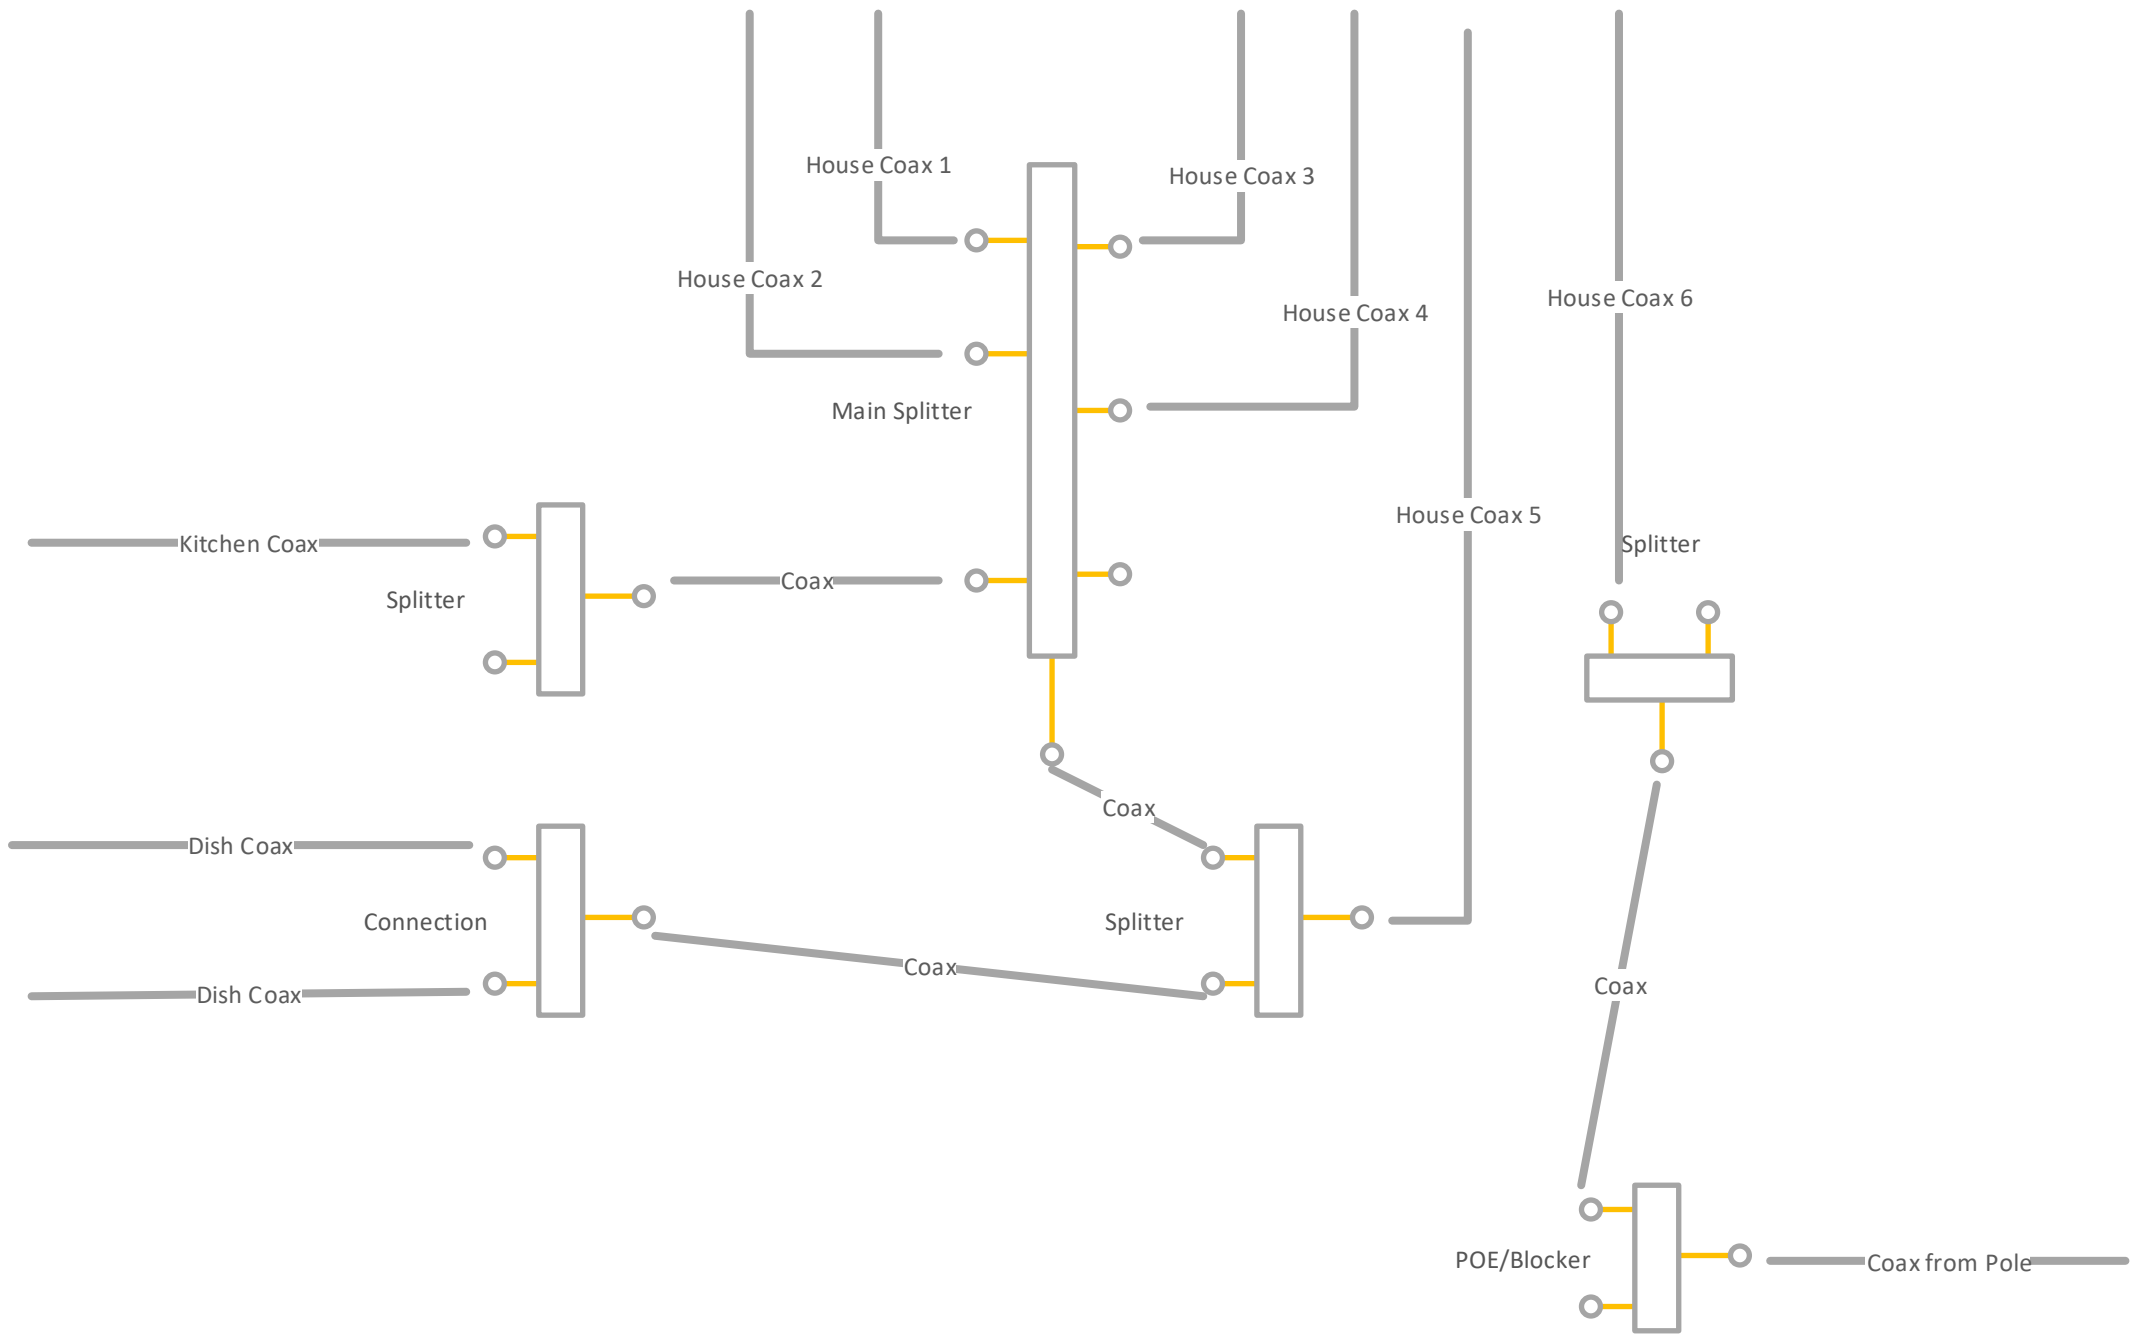 House Coax 1
House Coax 3
House Coax 2
House Coax 6
House Coax 4
Main Splitter
House Coax 5
Kitchen Coax
Splitter
Coax
Splitter
Coax
Dish Coax
Connection
Splitter
Coax
Coax
Dish Coax
POE/Blocker
Coax from Pole